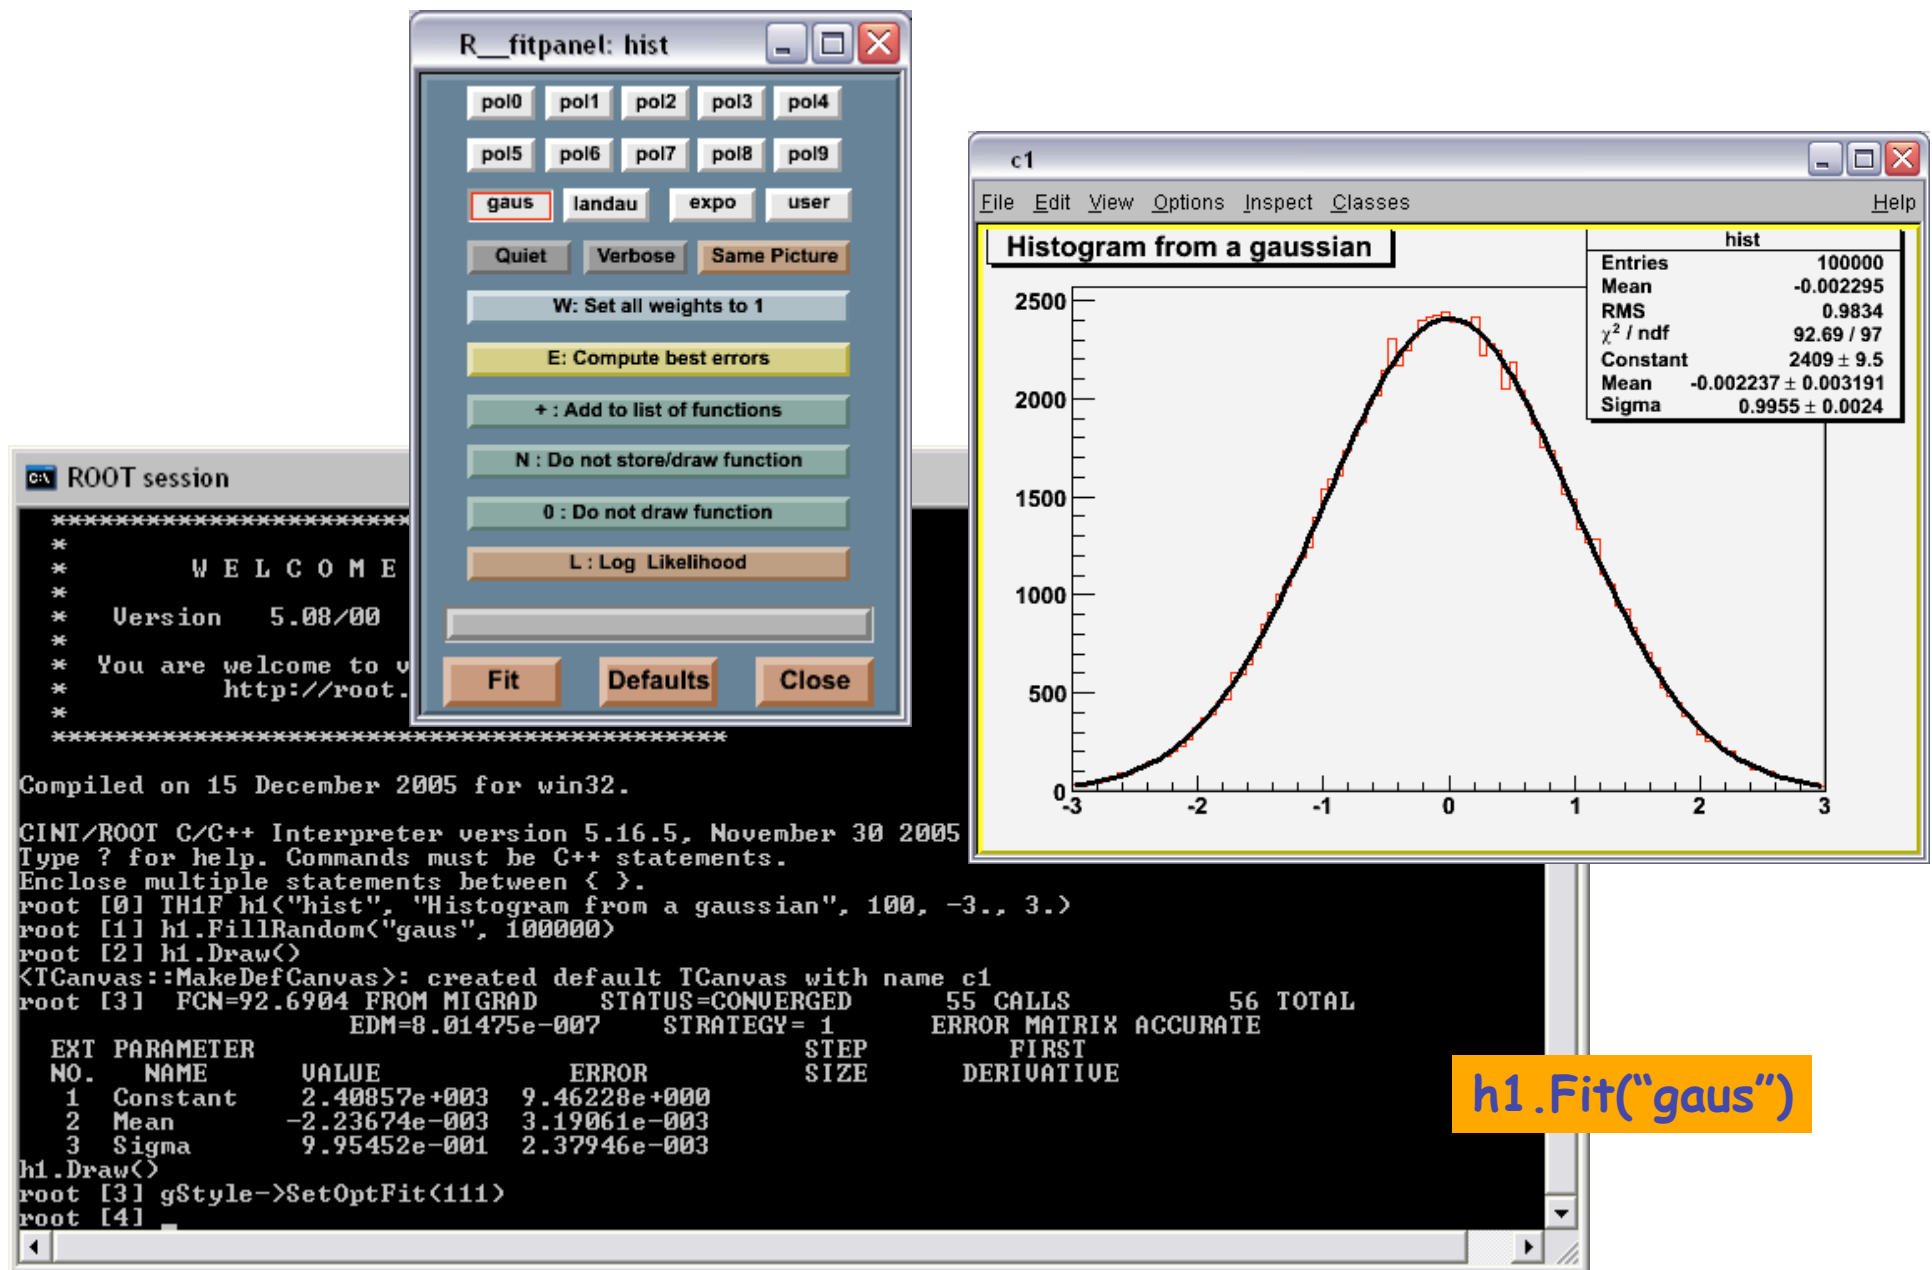 R__fitpanel: hist
pol0 pol1 pol2 pol3 pol4
pol5 pol6 pol7 pol8 pol9
gaus landau expo user
Quiet Verbose Same Picture
W: Set all weights to 1
E: Compute best errors
+ : Add to list of functions
N : Do not store/draw function
0 : Do not draw function
L : Log Likelihood
Fit Defaults Close
c1
File Edit View Options Inspect Classes Help
Histogram from a gaussian
hist
Entries 100000
Mean -0.002295
RMS 0.9834
χ² / ndf 92.69 / 97
Constant 2409 ± 9.5
Mean -0.002237 ± 0.003191
Sigma 0.9955 ± 0.0024
2500
2000
1500
1000
500
0
-3 -2 -1 0 1 2 3
ROOT session
***********************
*
* W E L C O M E
*
* Version 5.08/00
*
* You are welcome to v
* http://root.
*
*******************************************
Compiled on 15 December 2005 for win32.
CINT/ROOT C/C++ Interpreter version 5.16.5, November 30 2005
Type ? for help. Commands must be C++ statements.
Enclose multiple statements between { }.
root [0] TH1F h1("hist", "Histogram from a gaussian", 100, -3., 3.)
root [1] h1.FillRandom("gaus", 100000)
root [2] h1.Draw()
<TCanvas::MakeDefCanvas>: created default TCanvas with name c1
root [3] FCN=92.6904 FROM MIGRAD STATUS=CONVERGED 55 CALLS 56 TOTAL
EDM=8.01475e-007 STRATEGY= 1 ERROR MATRIX ACCURATE
EXT PARAMETER STEP FIRST
NO. NAME VALUE ERROR SIZE DERIVATIVE
1 Constant 2.40857e+003 9.46228e+000
2 Mean -2.23674e-003 3.19061e-003
3 Sigma 9.95452e-001 2.37946e-003
h1.Draw()
root [3] gStyle->SetOptFit(111)
root [4] _
h1.Fit(“gaus”)